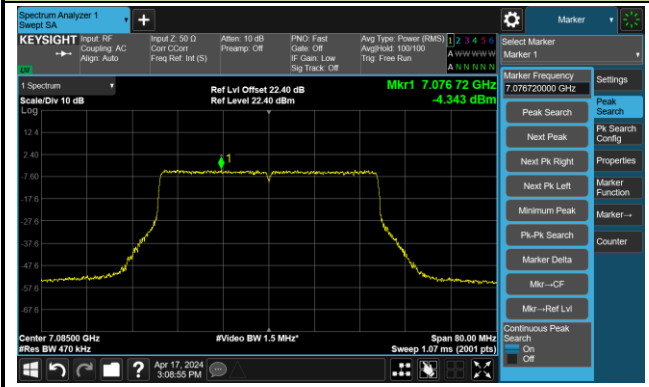 Spectrum Analyzer 1
Swept SA
Marker
KEYSIGHT
Input: RF
Coupling: AC
Align: Auto
Input Z: 50 Ω
Corr CCorr
Freq Ref: Int (S)
Atten: 10 dB
Preamp: Off
PNO: Fast
Gate: Off
IF Gain: Low
Sig Track: Off
Avg Type: Power (RMS)
Avg|Hold: 100/100
Trig: Free Run
1 2 3 4 5 6
A W W W W W
A N N N N N
Select Marker
Marker 1
1 Spectrum
Scale/Div 10 dB
Log
Ref Lvl Offset 22.40 dB
Ref Level 22.40 dBm
Mkr1 7.076 72 GHz
-4.343 dBm
12.4
2.40
-7.60
-17.6
-27.6
-37.6
-47.6
-57.6
-67.6
1
Center 7.08500 GHz
#Res BW 470 kHz
#Video BW 1.5 MHz*
Span 80.00 MHz
Sweep 1.07 ms (2001 pts)
Marker Frequency
7.076720000 GHz
Peak Search
Next Peak
Next Pk Right
Next Pk Left
Minimum Peak
Pk-Pk Search
Marker Delta
Mkr→CF
Mkr→Ref Lvl
Continuous Peak
Search
On
Off
Settings
Peak
Search
Pk Search
Config
Properties
Marker
Function
Marker→
Counter
?
Apr 17, 2024
3:08:55 PM